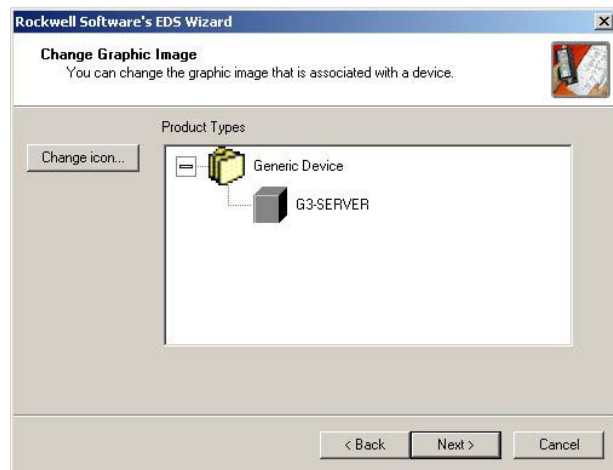 Rockwell Software's EDS Wizard
Change Graphic Image
You can change the graphic image that is associated with a device.
Product Types
Change icon...
Generic Device
G3-SERVER
< Back
Next >
Cancel